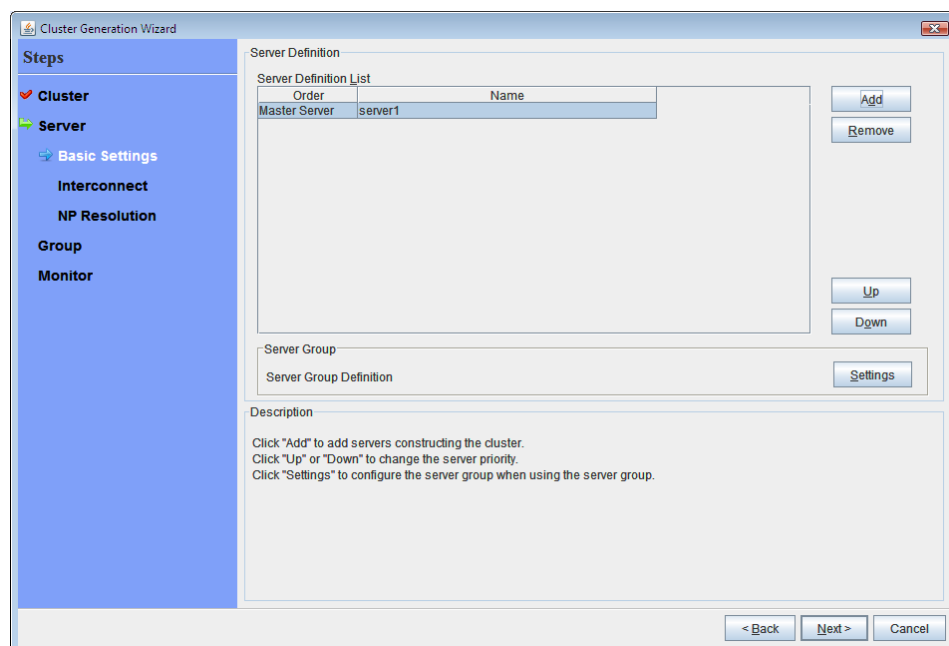 Cluster Generation Wizard
Steps
Cluster
Server
Basic Settings
Interconnect
NP Resolution
Group
Monitor
Server Definition
Server Definition List
Order Name
Master Server server1
Add
Remove
Up
Down
Server Group
Server Group Definition
Settings
Description
Click "Add" to add servers constructing the cluster.
Click "Up" or "Down" to change the server priority.
Click "Settings" to configure the server group when using the server group.
< Back Next > Cancel